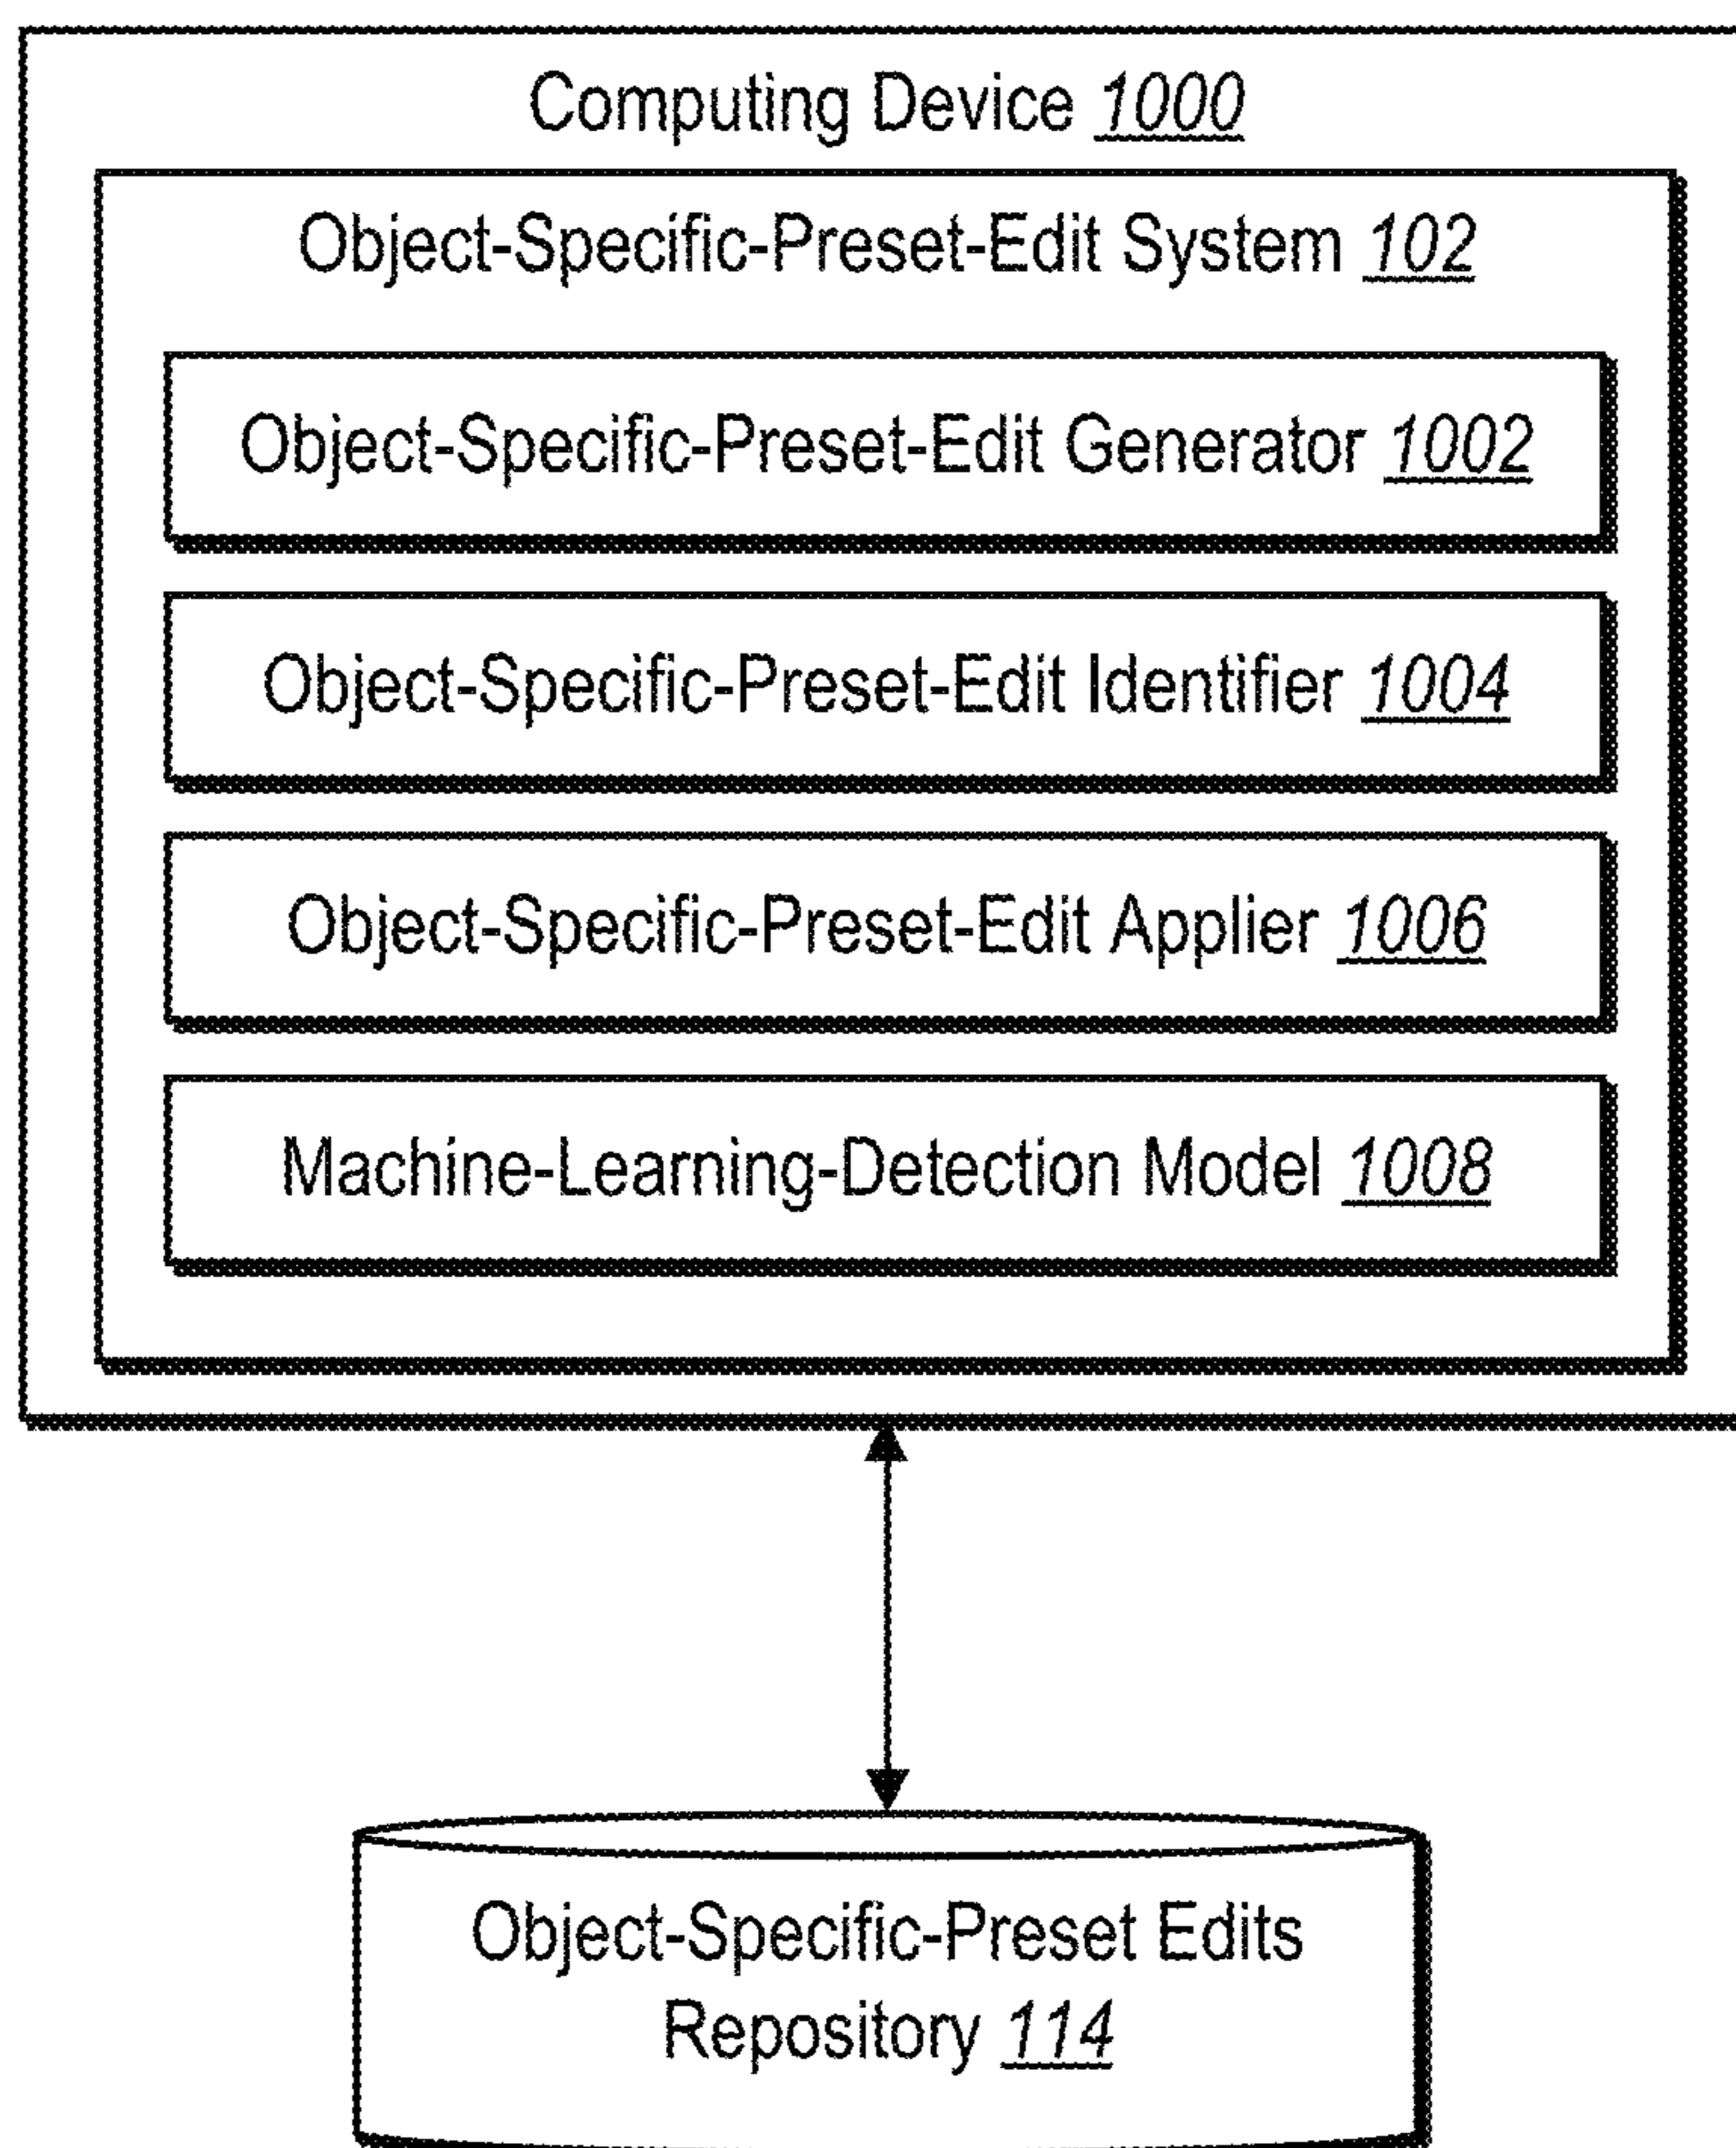 Computing Device 1000
Object-Specific-Preset-Edit System 102
Object-Specific-Preset-Edit Generator 1002
Object-Specific-Preset-Edit Identifier 1004
Object-Specific-Preset-Edit Applier 1006
Machine-Learning-Detection Model 1008
Object-Specific-Preset Edits
Repository 114